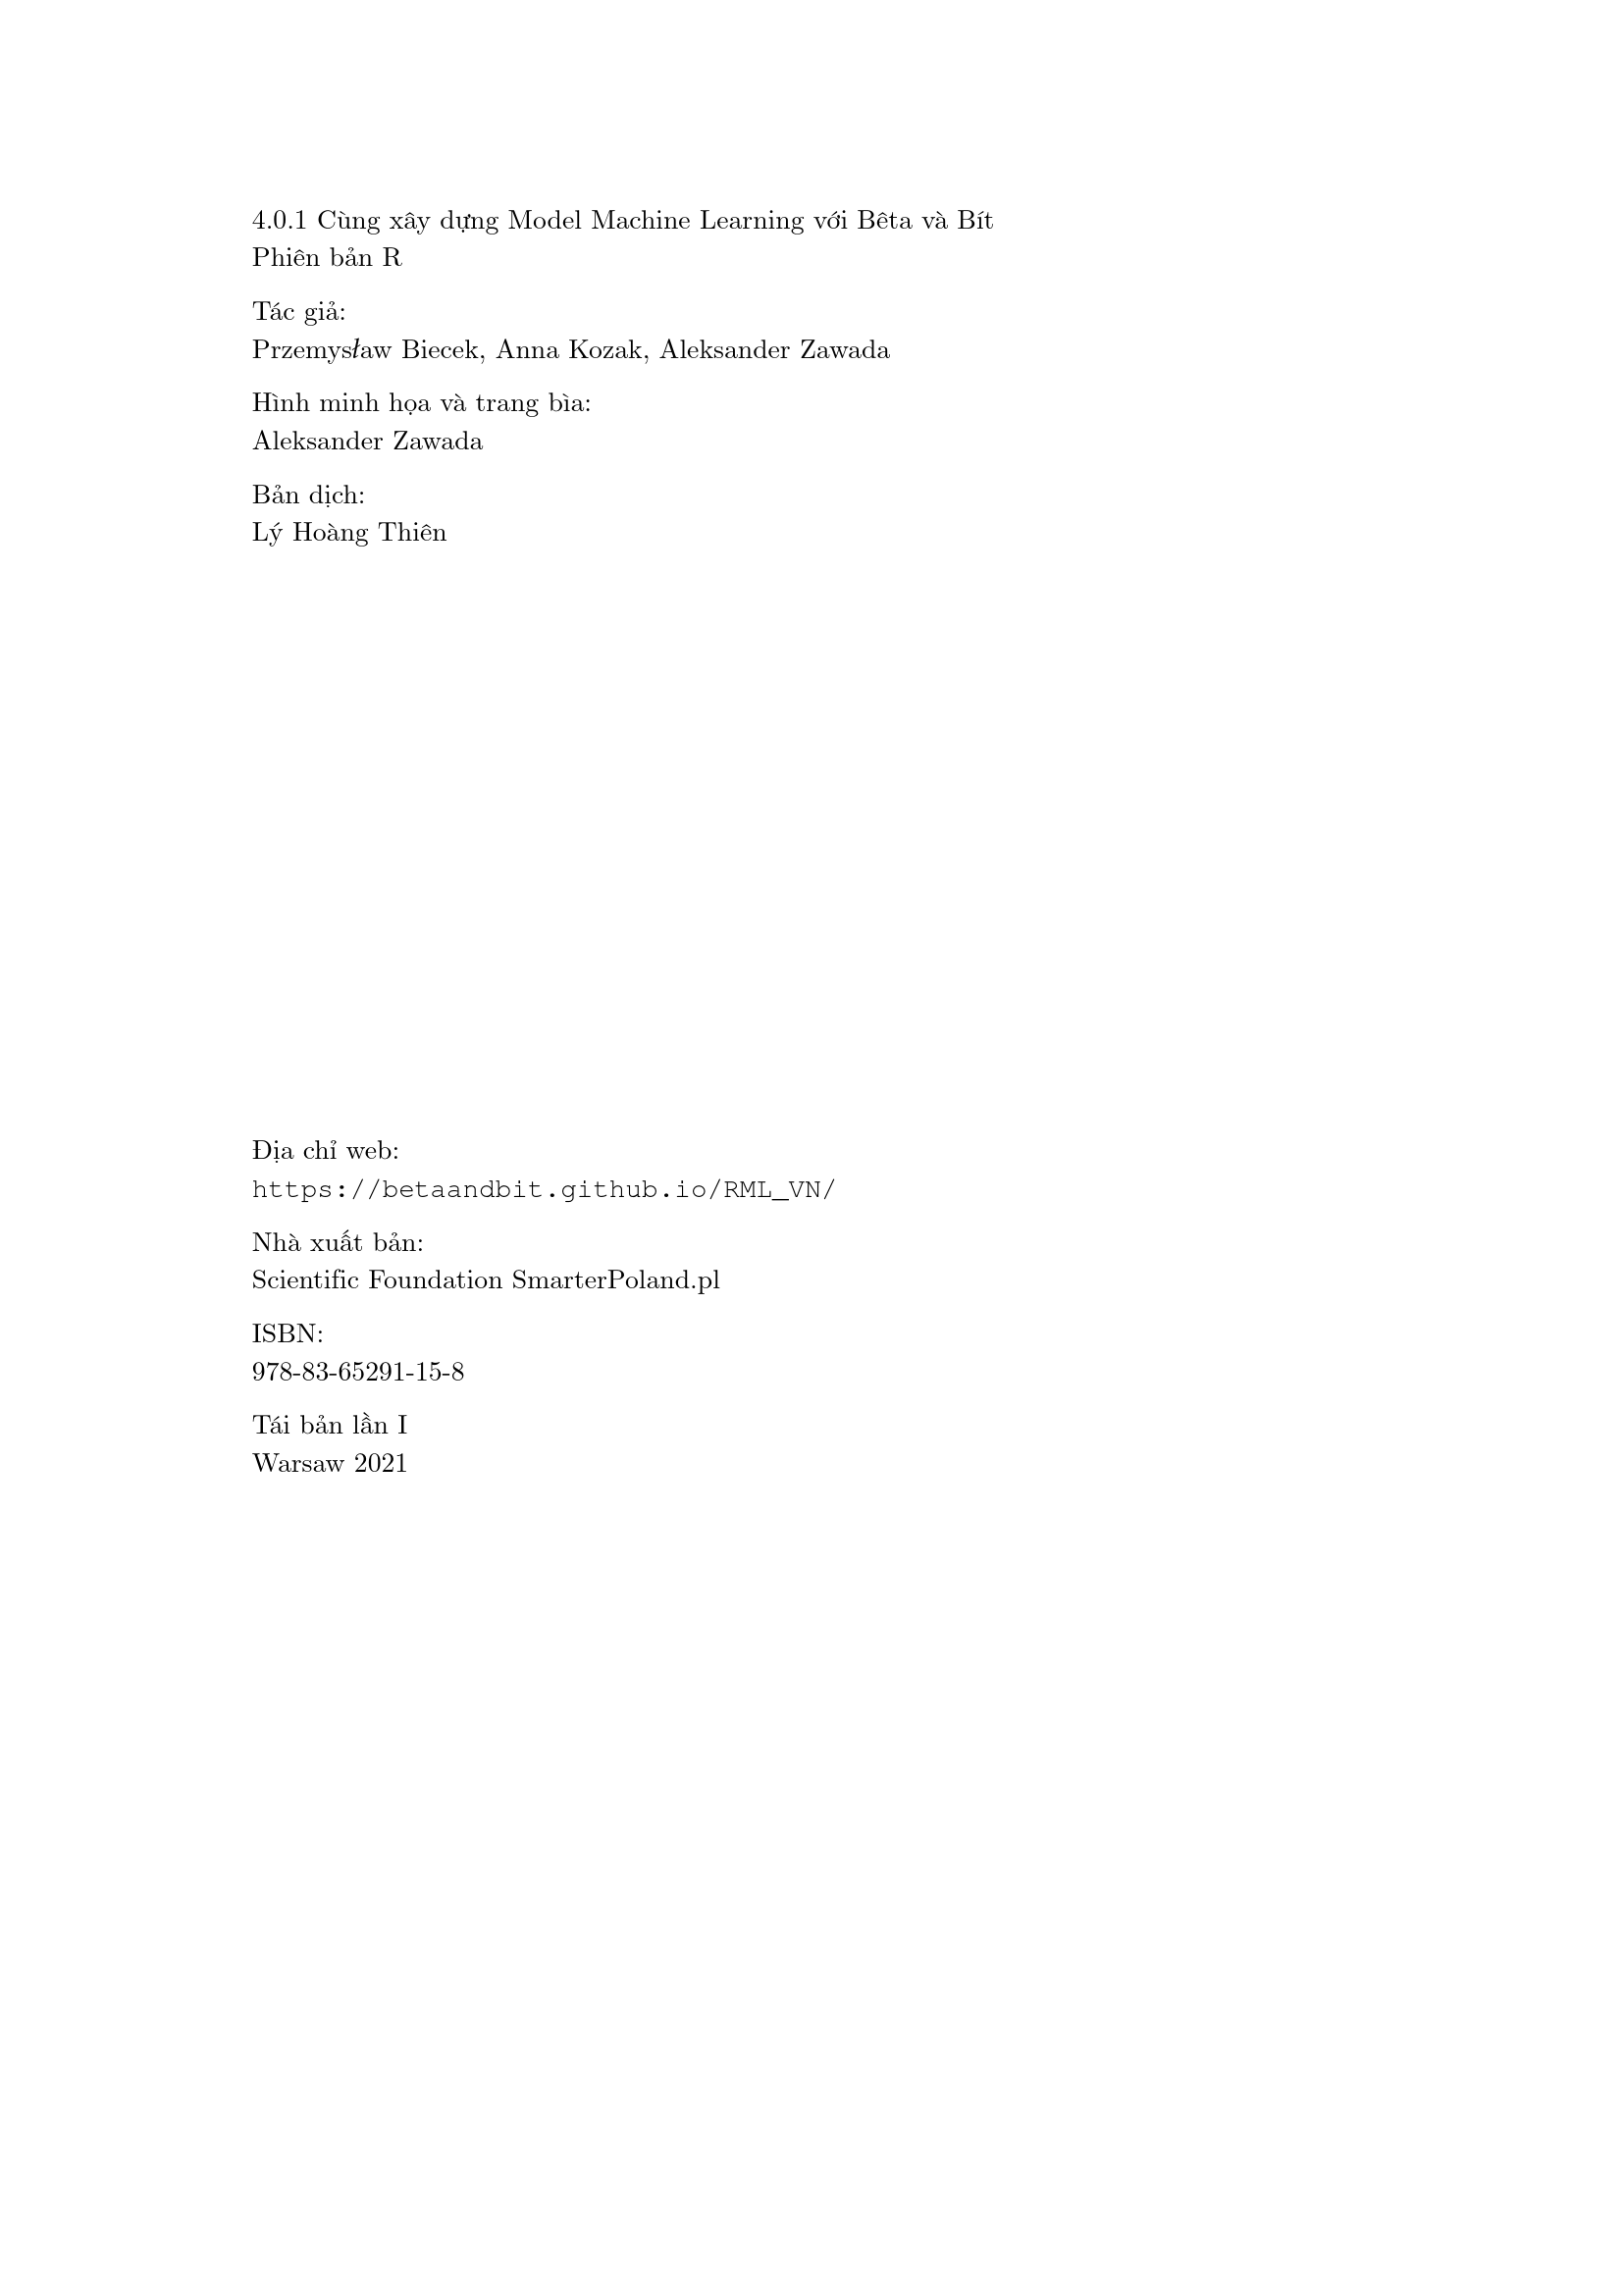 4.0.1 Cùng xây dựng Model Machine Learning với Bêta và Bít
Phiên bản R
Tác giả:
Przemysław Biecek, Anna Kozak, Aleksander Zawada
Hình minh họa và trang bìa:
Aleksander Zawada
Bản dịch:
Lý Hoàng Thiên
Địa chỉ web:
https://betaandbit.github.io/RML_VN/
Nhà xuất bản:
Scientific Foundation SmarterPoland.pl
ISBN:
978-83-65291-15-8
Tái bản lần I
Warsaw 2021